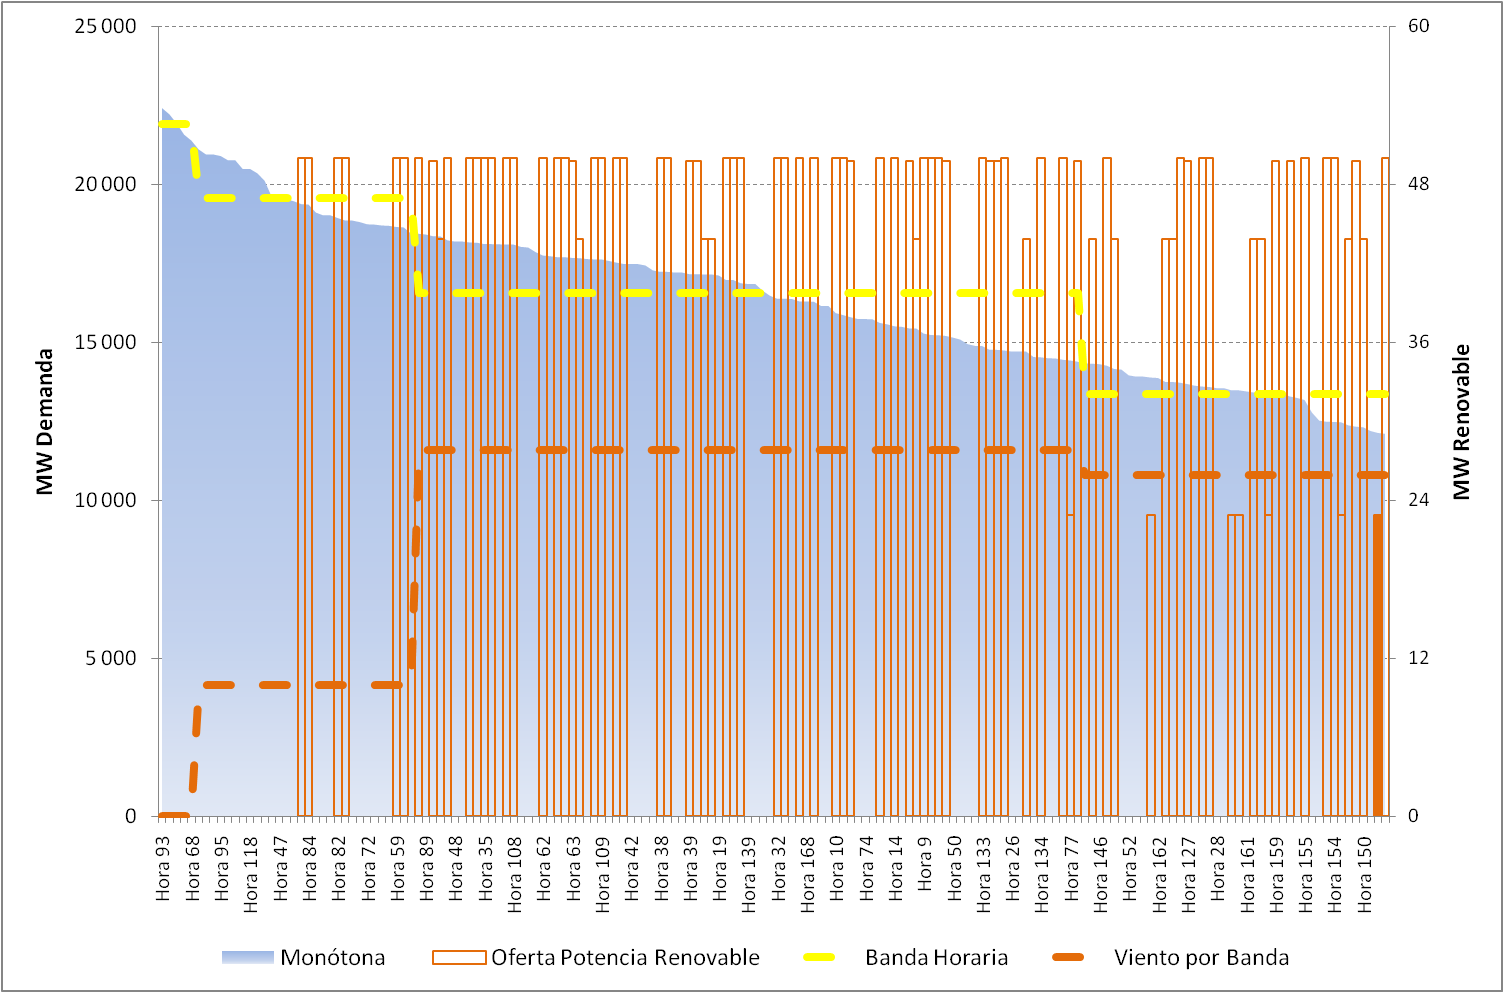 25 000
20 000
15 000
10 000
5 000
0
MW Demanda
60
48
36
24
12
0
MW Renovable
Hora 93
Hora 68
Hora 95
Hora 118
Hora 47
Hora 84
Hora 82
Hora 72
Hora 59
Hora 89
Hora 48
Hora 35
Hora 108
Hora 62
Hora 63
Hora 109
Hora 42
Hora 38
Hora 39
Hora 19
Hora 139
Hora 32
Hora 168
Hora 10
Hora 74
Hora 14
Hora 9
Hora 50
Hora 133
Hora 26
Hora 134
Hora 77
Hora 146
Hora 52
Hora 162
Hora 127
Hora 28
Hora 161
Hora 159
Hora 155
Hora 154
Hora 150
Monótona
Oferta Potencia Renovable
Banda Horaria
Viento por Banda